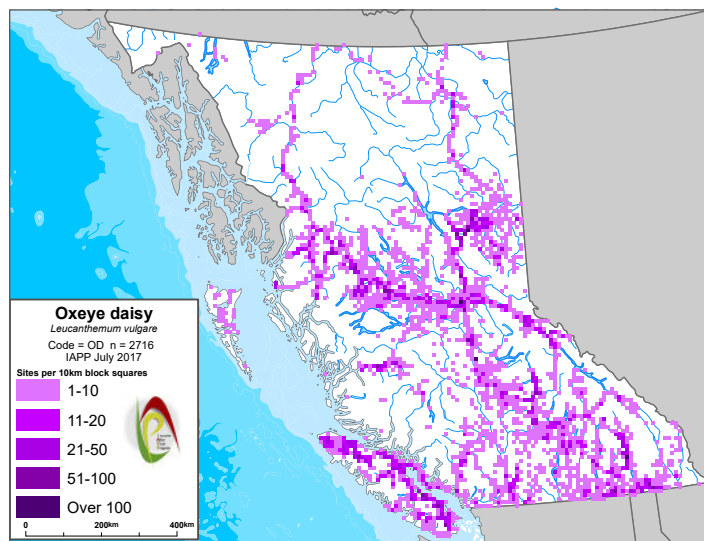 Oxeye daisy
Leucanthemum vulgare
Code = OD n = 2716
IAPP July 2017
Sites per 10km block squares
1-10
11-20
21-50
51-100
Over 100
0 200km 400km